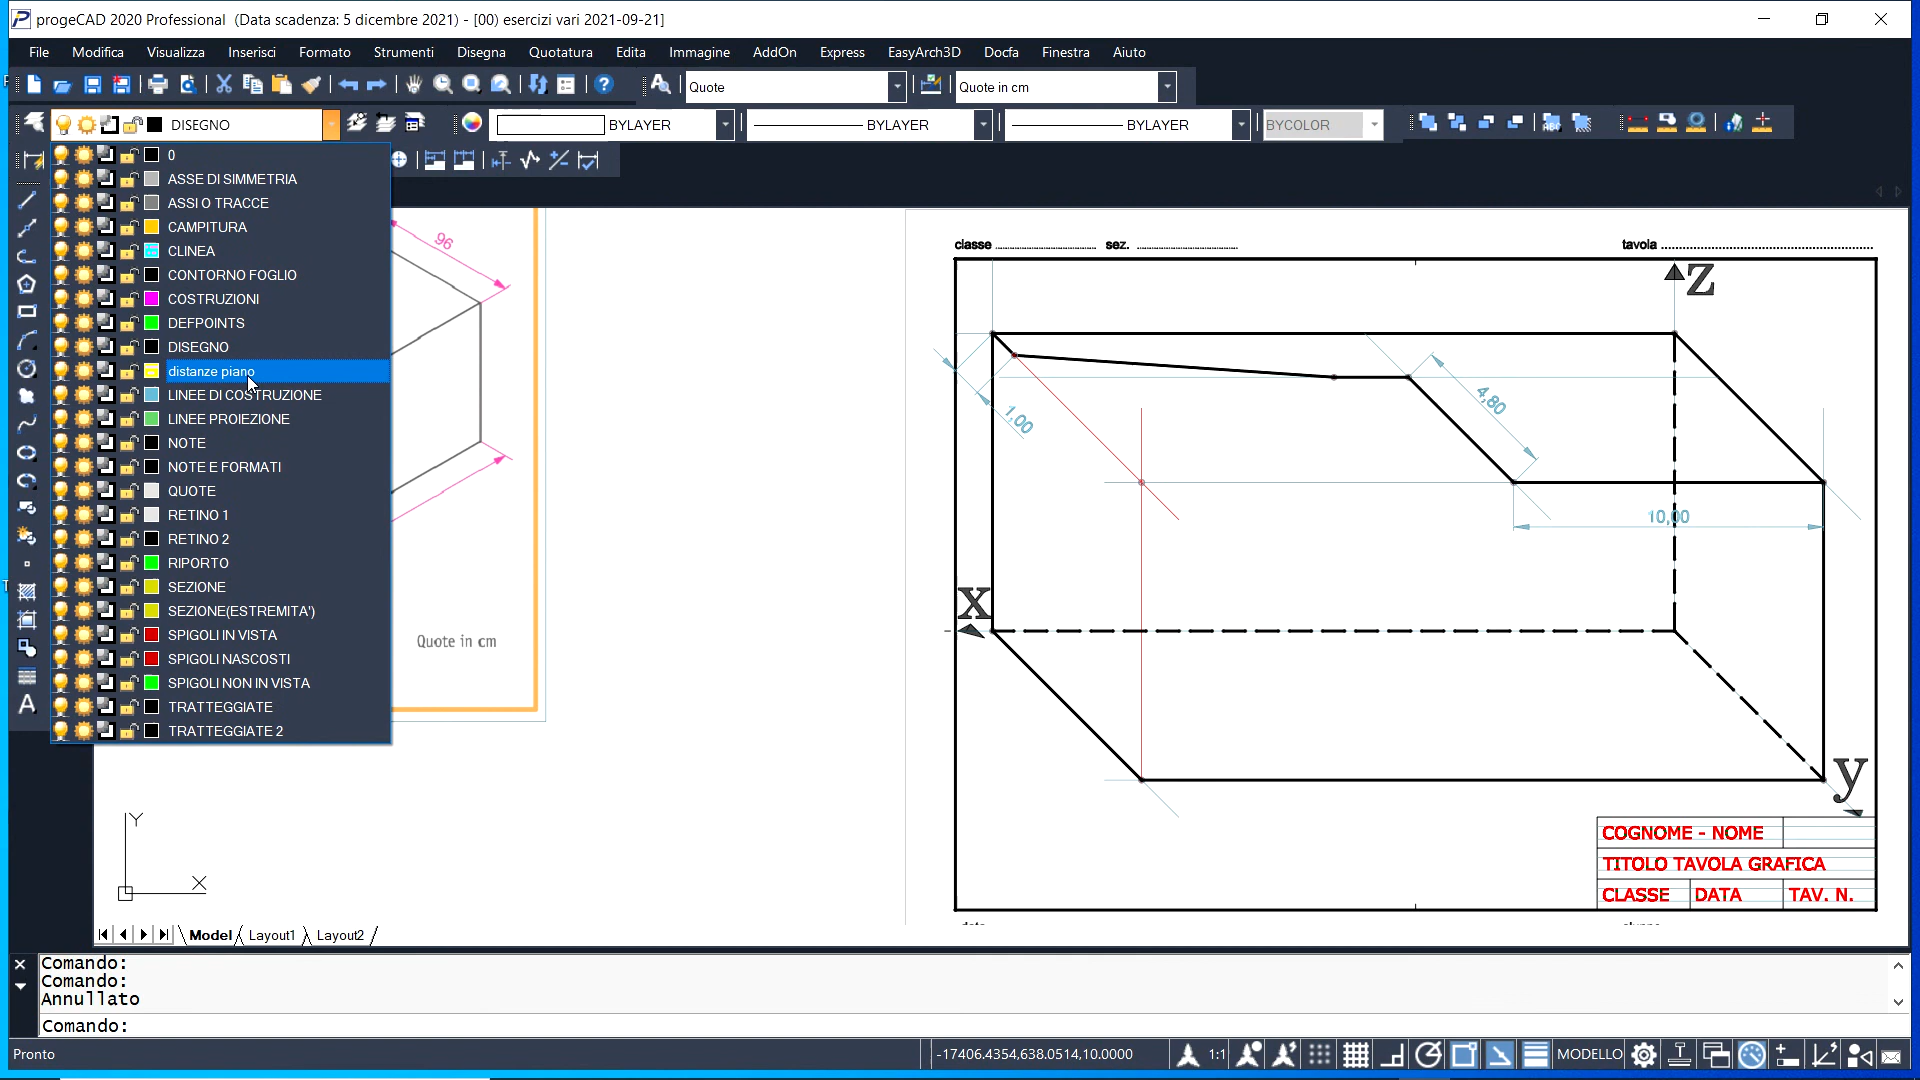 progeCAD 2020 Professional (Data scadenza: 5 dicembre 2021) - [00) esercizi vari 2021-09-21]
File Modifica Visualizza Inserisci Formato Strumenti Disegna Quotatura Edita Immagine AddOn Express EasyArch3D Docfa Finestra Aiuto
Quote Quote in cm
DISEGNO BYLAYER BYLAYER BYLAYER BYCOLOR
0
ASSE DI SIMMETRIA
ASSI O TRACCE
CAMPITURA
CLINEA
CONTORNO FOGLIO
COSTRUZIONI
DEFPOINTS
DISEGNO
distanze piano
LINEE DI COSTRUZIONE
LINEE PROIEZIONE
NOTE
NOTE E FORMATI
QUOTE
RETINO 1
RETINO 2
RIPORTO
SEZIONE
SEZIONE(ESTREMITA')
SPIGOLI IN VISTA
SPIGOLI NASCOSTI
SPIGOLI NON IN VISTA
TRATTEGGIATE
TRATTEGGIATE 2
96
Quote in cm
classe sez. tavola
z
4,80
1,00
10,00
x
y
COGNOME - NOME
TITOLO TAVOLA GRAFICA
CLASSE DATA TAV. N.
Y
X
Model Layout1 Layout2
Comando:
Comando:
Annullato
Comando:
Pronto -17406.4354,638.0514,10.0000 1:1 MODELLO